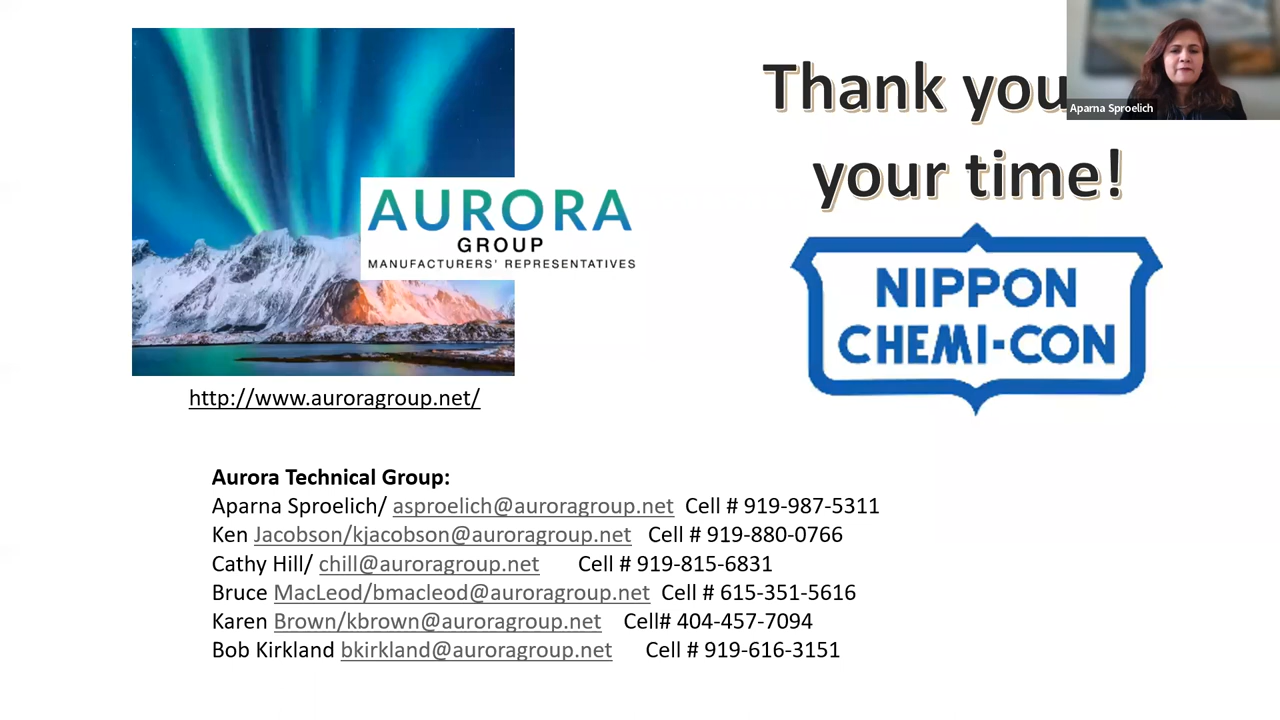 AURORA
GROUP
MANUFACTURERS' REPRESENTATIVES
http://www.auroragroup.net/
Thank you
your time!
Aparna Sproelich
NIPPON
CHEMI-CON
Aurora Technical Group:
Aparna Sproelich/ asproelich@auroragroup.net Cell # 919-987-5311
Ken Jacobson/kjacobson@auroragroup.net Cell # 919-880-0766
Cathy Hill/ chill@auroragroup.net Cell # 919-815-6831
Bruce MacLeod/bmacleod@auroragroup.net Cell # 615-351-5616
Karen Brown/kbrown@auroragroup.net Cell# 404-457-7094
Bob Kirkland bkirkland@auroragroup.net Cell # 919-616-3151